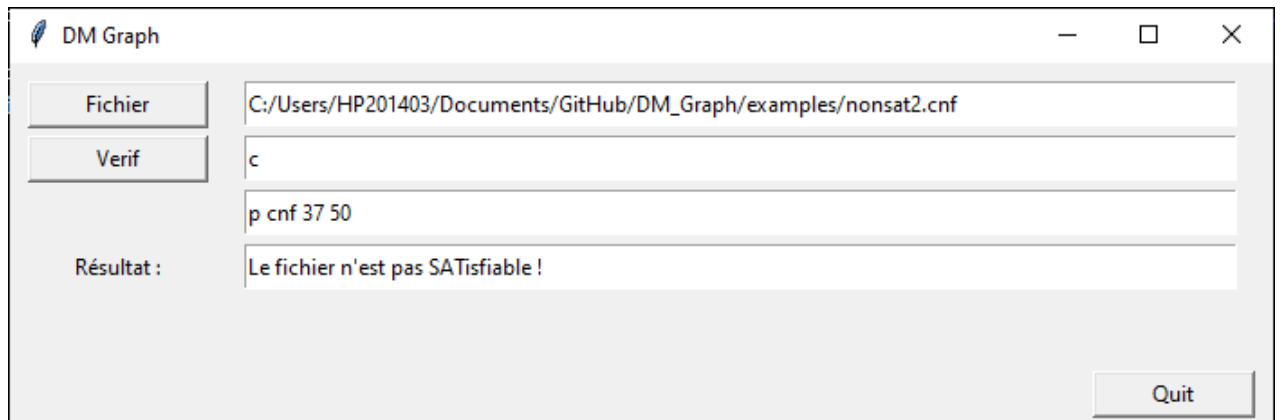 DM Graph
Fichier C:/Users/HP201403/Documents/GitHub/DM_Graph/examples/nonsat2.cnf
Verif c
p cnf 37 50
Résultat : Le fichier n'est pas SATisfiable !
Quit